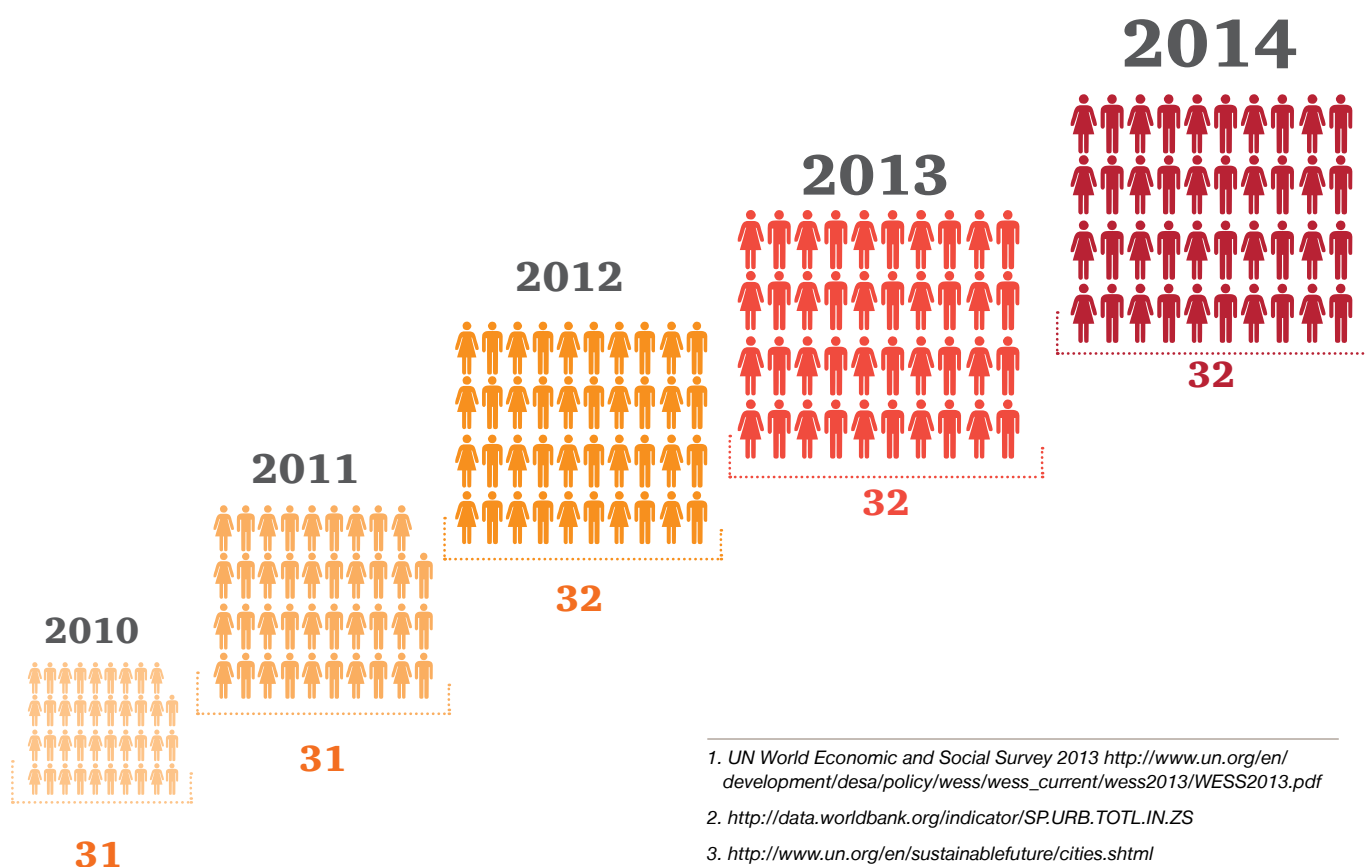 2014
32
2013
32
2012
32
2011
31
2010
31
1. UN World Economic and Social Survey 2013 http://www.un.org/en/
development/desa/policy/wess/wess_current/wess2013/WESS2013.pdf
2. http://data.worldbank.org/indicator/SP.URB.TOTL.IN.ZS
3. http://www.un.org/en/sustainablefuture/cities.shtml